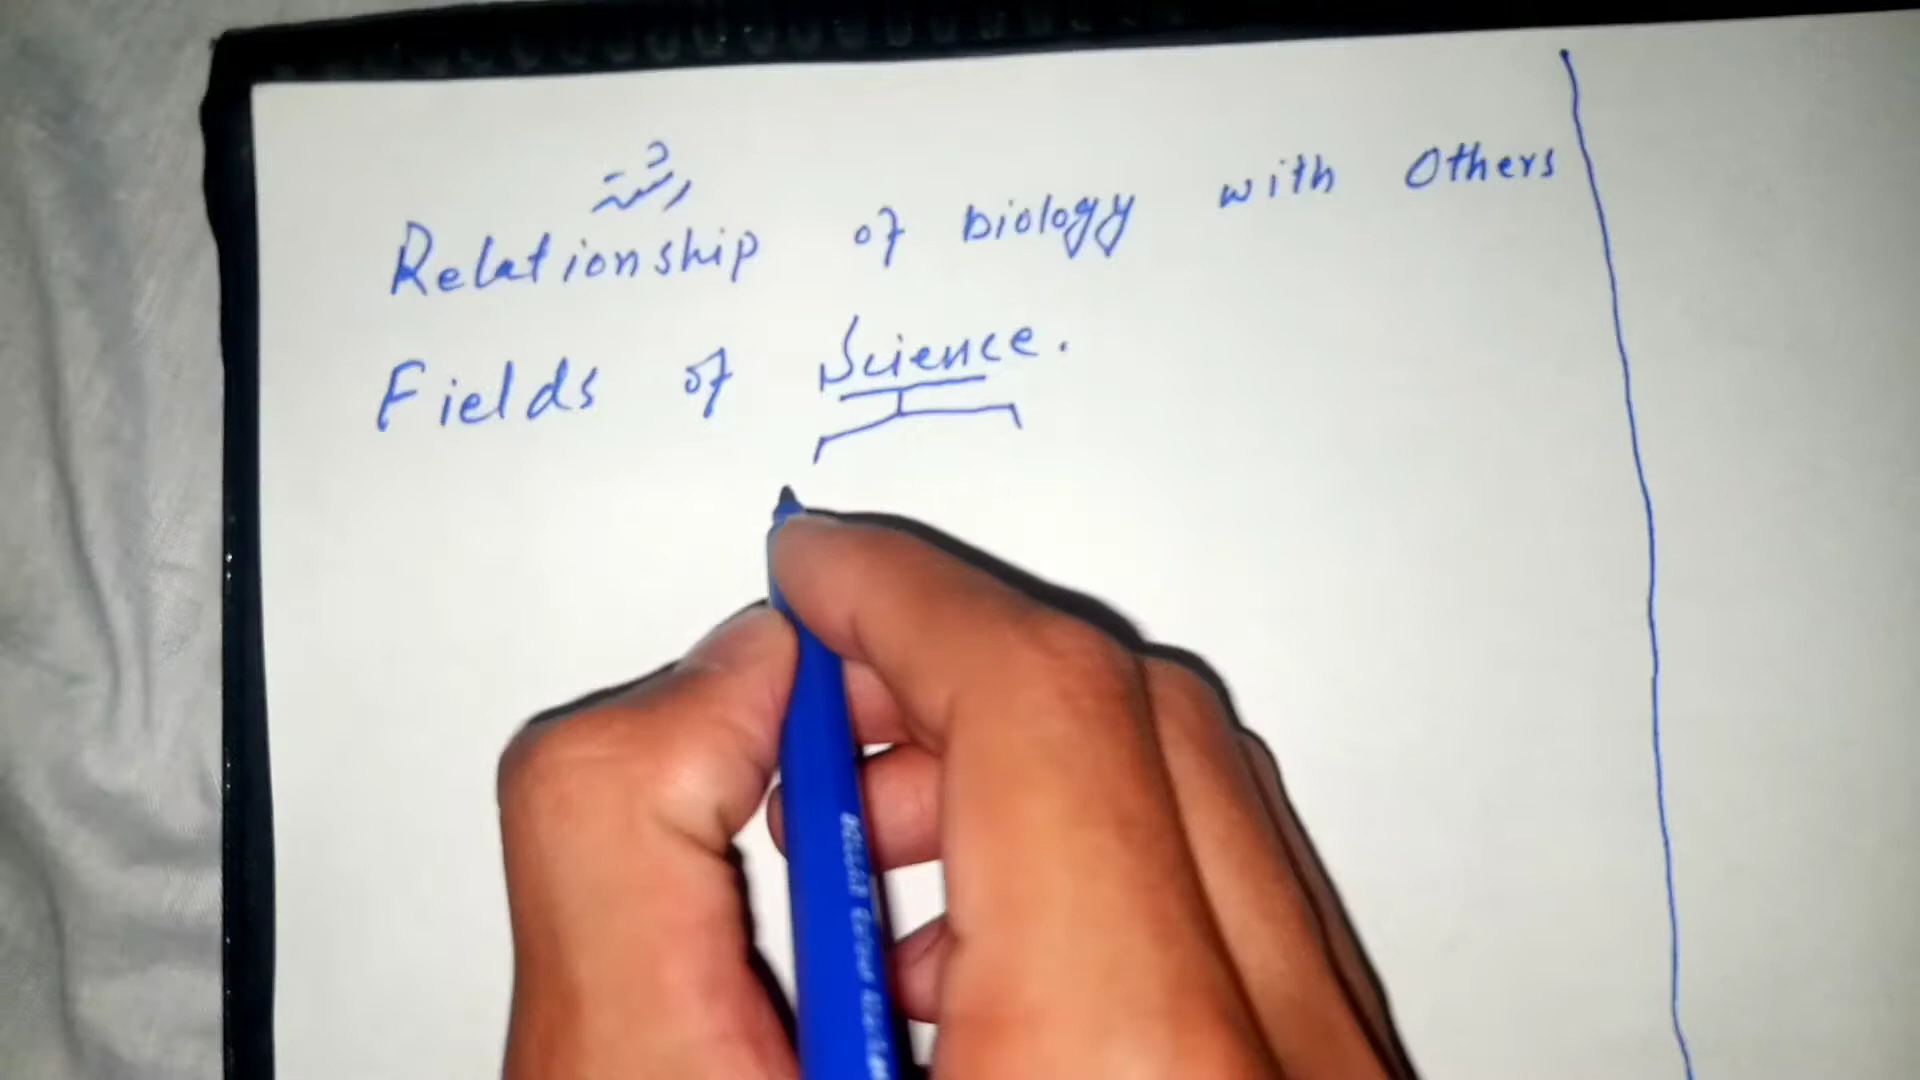 رشتہ
Relationship of Biology with Others
Fields of Science.